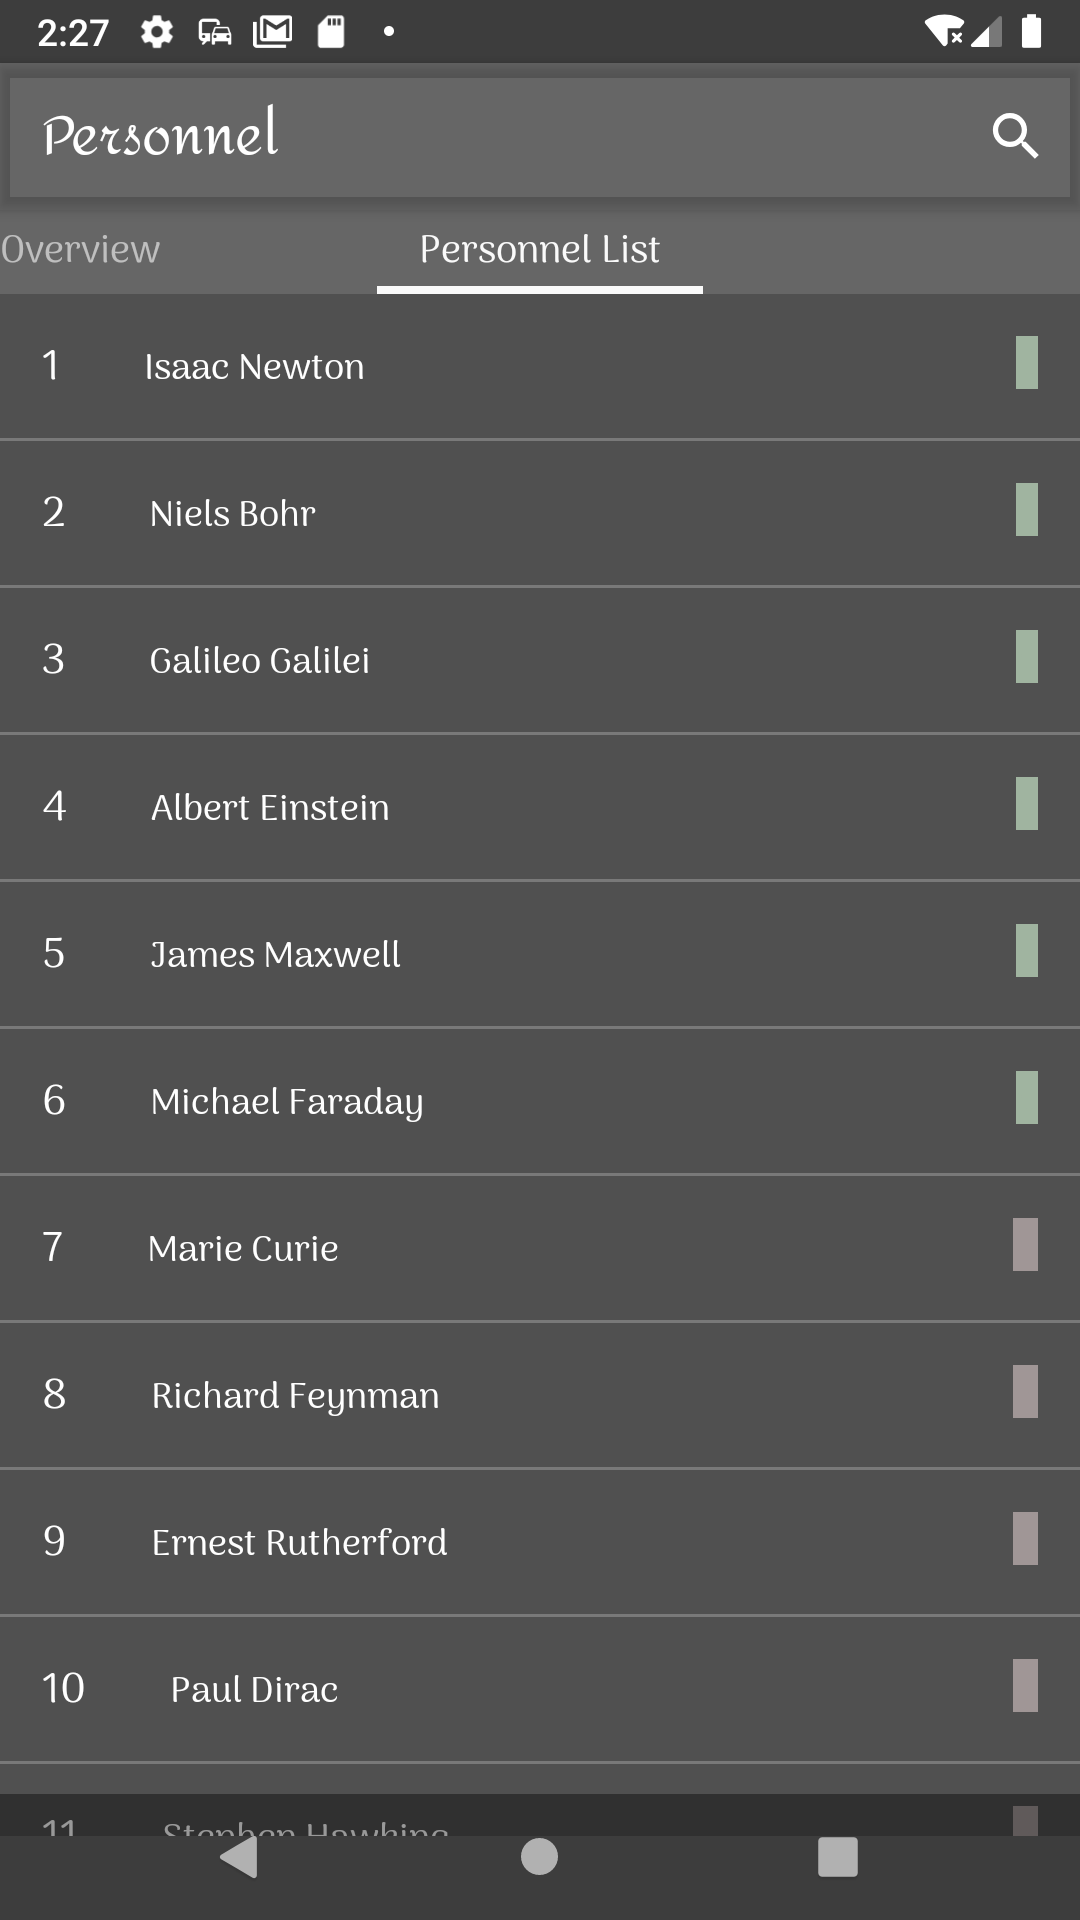 2:27
Personnel
Overview
Personnel List
1 Isaac Newton
2 Niels Bohr
3 Galileo Galilei
4 Albert Einstein
5 James Maxwell
6 Michael Faraday
7 Marie Curie
8 Richard Feynman
9 Ernest Rutherford
10 Paul Dirac
11 Stephen Hawking